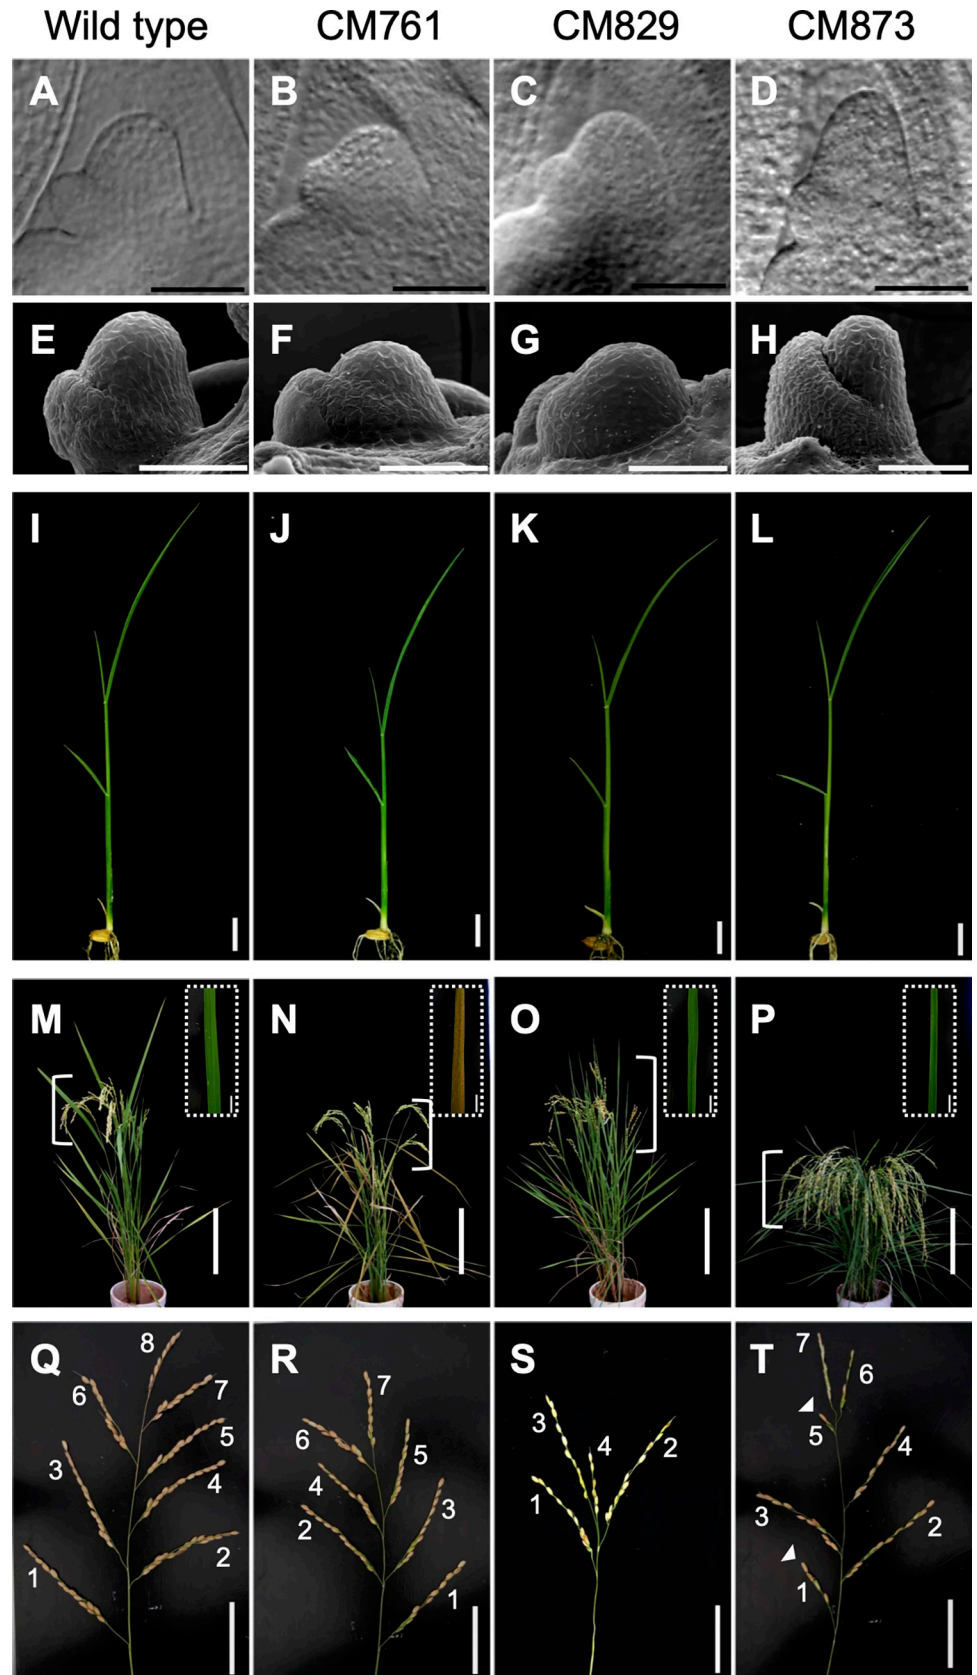 Wild type CM761 CM829 CM873
A B C D
E F G H
I J K L
M N O P
Q R S T
8 7 7
6 7 3 6
5 6 5 4 2 5
3 4 4
4 3 1 3
2 2 2
1 1 1